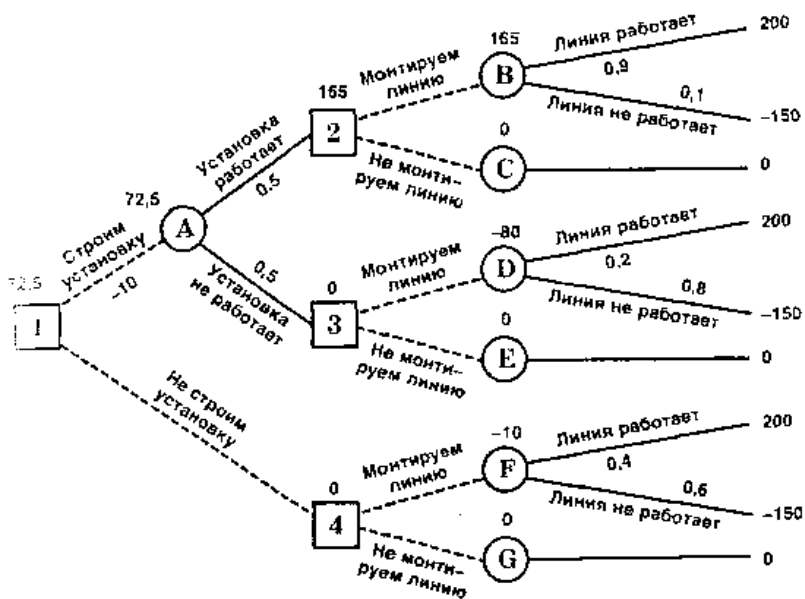 165
B
Линия работает
0,9
200
Линия не работает
0,1
-150
Монтируем
линию
165
2
Не монти-
руем линию
0
C
0
Установка
работает
0,5
72,5
A
Строим
установку
-10
72,5
1
0,5
Установка
не работает
0
3
Монтируем
линию
-80
D
Линия работает
0,2
200
Линия не работает
0,8
-150
Не монти-
руем линию
0
E
0
Не строим
установку
0
4
Монтируем
линию
-10
F
Линия работает
0,4
200
Линия не работает
0,6
-150
Не монти-
руем линию
0
G
0